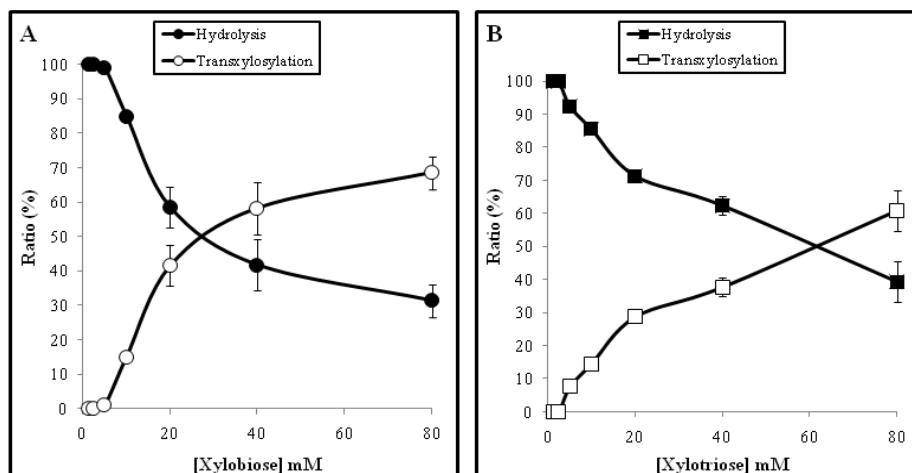 A
Hydrolysis
Transxylosylation
100
90
80
70
60
50
40
30
20
10
0
Ratio (%)
0 20 40 60 80
[Xylobiose] mM
B
Hydrolysis
Transxylosylation
100
90
80
70
60
50
40
30
20
10
0
Ratio (%)
0 20 40 60 80
[Xylotriose] mM